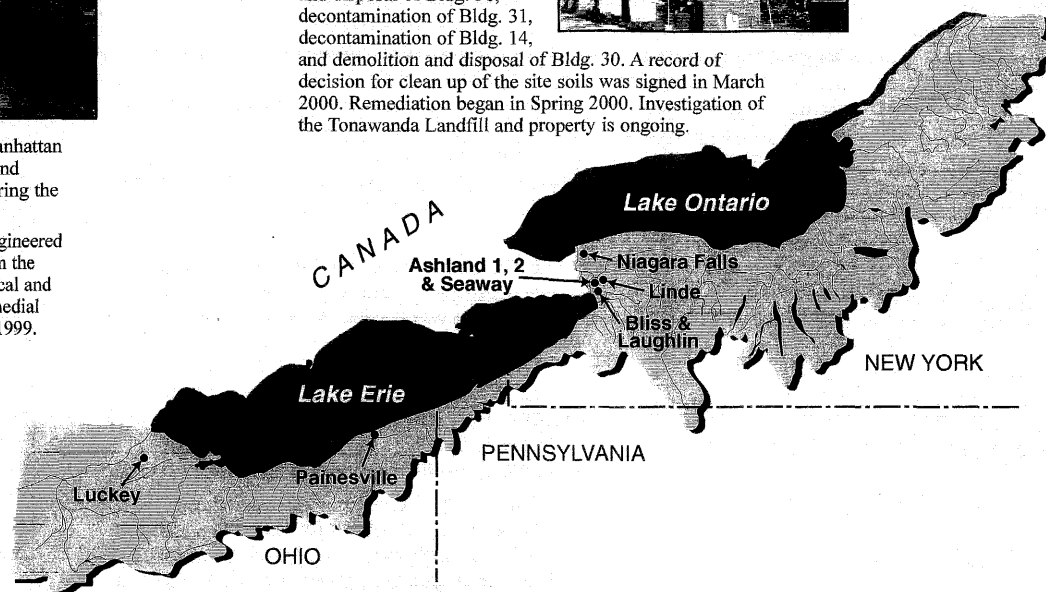 decontamination of Bldg. 31,
decontamination of Bldg. 14,
and demolition and disposal of Bldg. 30. A record of
decision for clean up of the site soils was signed in March
2000. Remediation began in Spring 2000. Investigation of
the Tonawanda Landfill and property is ongoing.
anhattan
nd
ring the
gineered
n the
cal and
nedial
1999.
CANADA
Lake Ontario
Niagara Falls
Ashland 1, 2
& Seaway
Linde
Bliss &
Laughlin
NEW YORK
Lake Erie
PENNSYLVANIA
Painesville
Luckey
OHIO